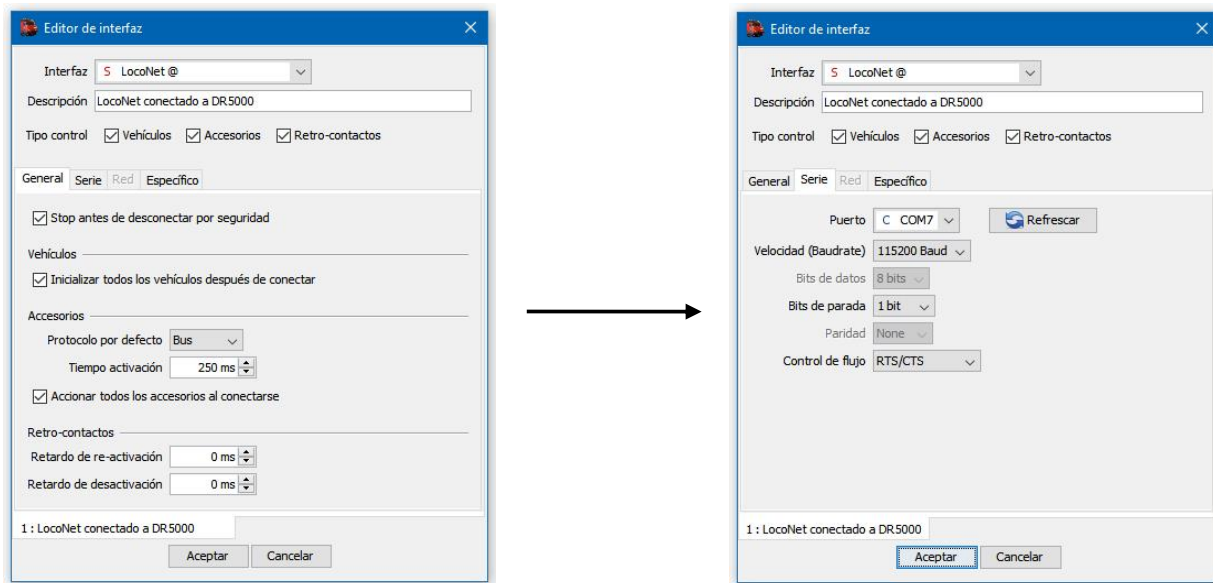 Editor de interfaz
Interfaz S LocoNet @
Descripción LocoNet conectado a DR5000
Tipo control Vehículos Accesorios Retro-contactos
General Serie Red Específico
Stop antes de desconectar por seguridad
Vehículos
Inicializar todos los vehículos después de conectar
Accesorios
Protocolo por defecto Bus
Tiempo activación 250 ms
Accionar todos los accesorios al conectarse
Retro-contactos
Retardo de re-activación 0 ms
Retardo de desactivación 0 ms
1 : LocoNet conectado a DR5000
Aceptar Cancelar
Editor de interfaz
Interfaz S LocoNet @
Descripción LocoNet conectado a DR5000
Tipo control Vehículos Accesorios Retro-contactos
General Serie Red Específico
Puerto C COM7 Refrescar
Velocidad (Baudrate) 115200 Baud
Bits de datos 8 bits
Bits de parada 1 bit
Paridad None
Control de flujo RTS/CTS
1 : LocoNet conectado a DR5000
Aceptar Cancelar